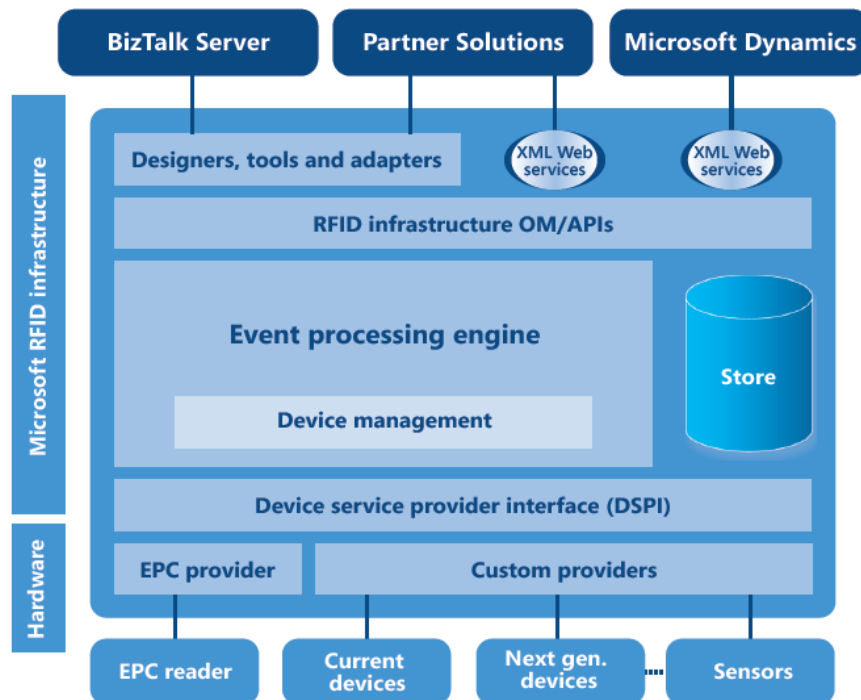 BizTalk Server
Partner Solutions
Microsoft Dynamics
Microsoft RFID infrastructure
Designers, tools and adapters
XML Web
services
XML Web
services
RFID infrastructure OM/APIs
Event processing engine
Store
Device management
Device service provider interface (DSPI)
Hardware
EPC provider
Custom providers
EPC reader
Current
devices
Next gen.
devices
Sensors